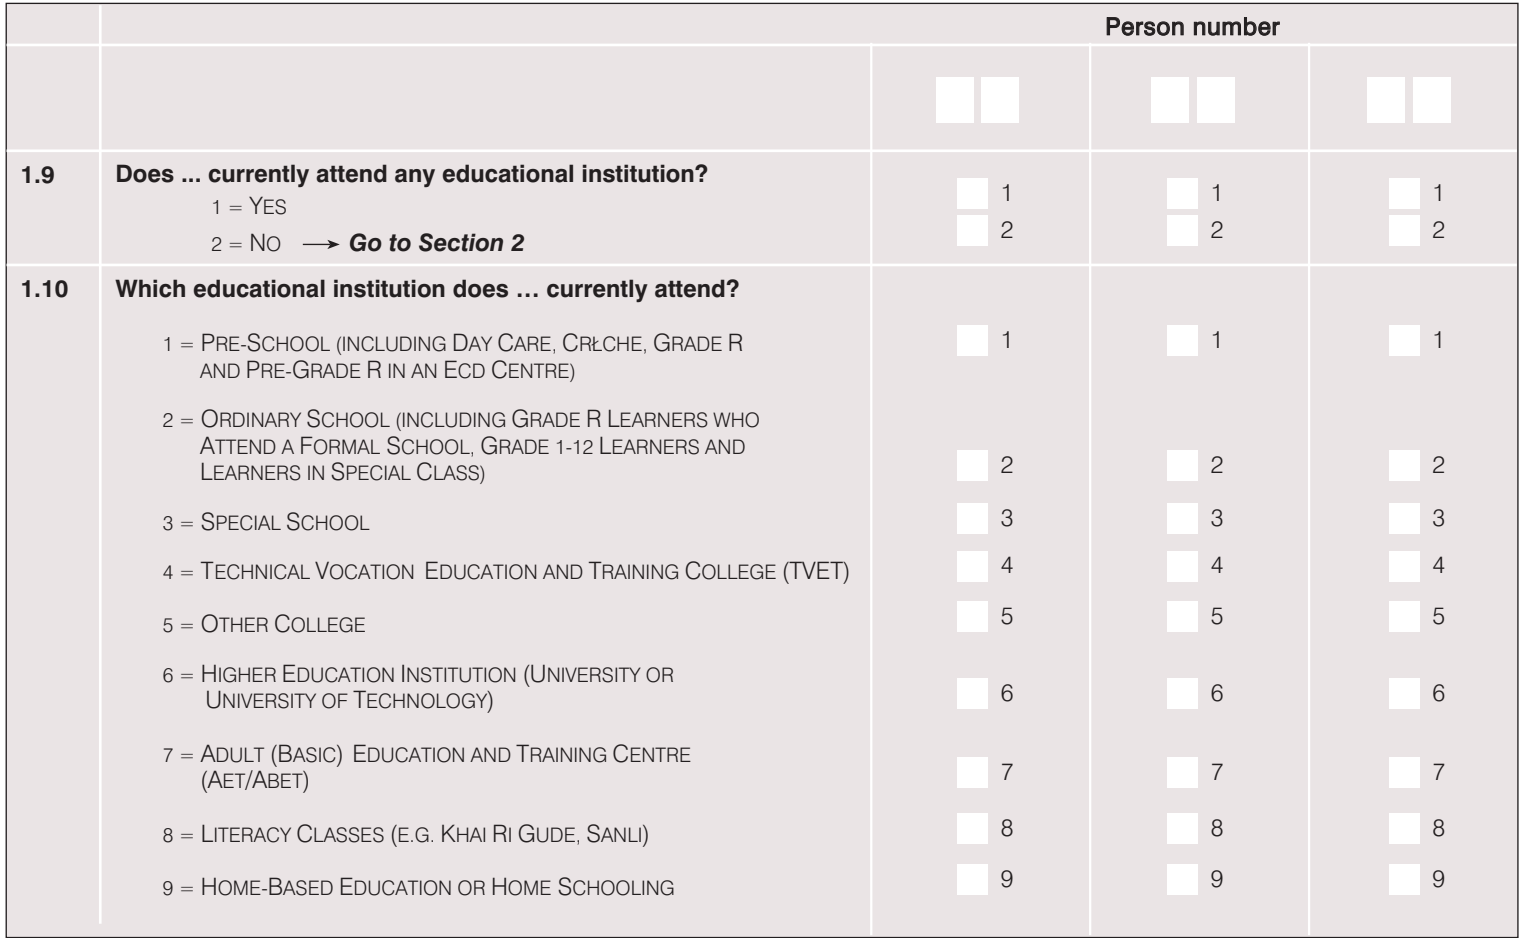 Person number
1.9 Does ... currently attend any educational institution?
1 = YES 1 1 1
2 = NO → Go to Section 2 2 2 2
1.10 Which educational institution does … currently attend?
1 = PRE-SCHOOL (INCLUDING DAY CARE, CRŁCHE, GRADE R 1 1 1
AND PRE-GRADE R IN AN ECD CENTRE)
2 = ORDINARY SCHOOL (INCLUDING GRADE R LEARNERS WHO
ATTEND A FORMAL SCHOOL, GRADE 1-12 LEARNERS AND
LEARNERS IN SPECIAL CLASS) 2 2 2
3 = SPECIAL SCHOOL 3 3 3
4 = TECHNICAL VOCATION EDUCATION AND TRAINING COLLEGE (TVET) 4 4 4
5 = OTHER COLLEGE 5 5 5
6 = HIGHER EDUCATION INSTITUTION (UNIVERSITY OR
UNIVERSITY OF TECHNOLOGY) 6 6 6
7 = ADULT (BASIC) EDUCATION AND TRAINING CENTRE
(AET/ABET) 7 7 7
8 = LITERACY CLASSES (E.G. KHAI RI GUDE, SANLI) 8 8 8
9 = HOME-BASED EDUCATION OR HOME SCHOOLING 9 9 9